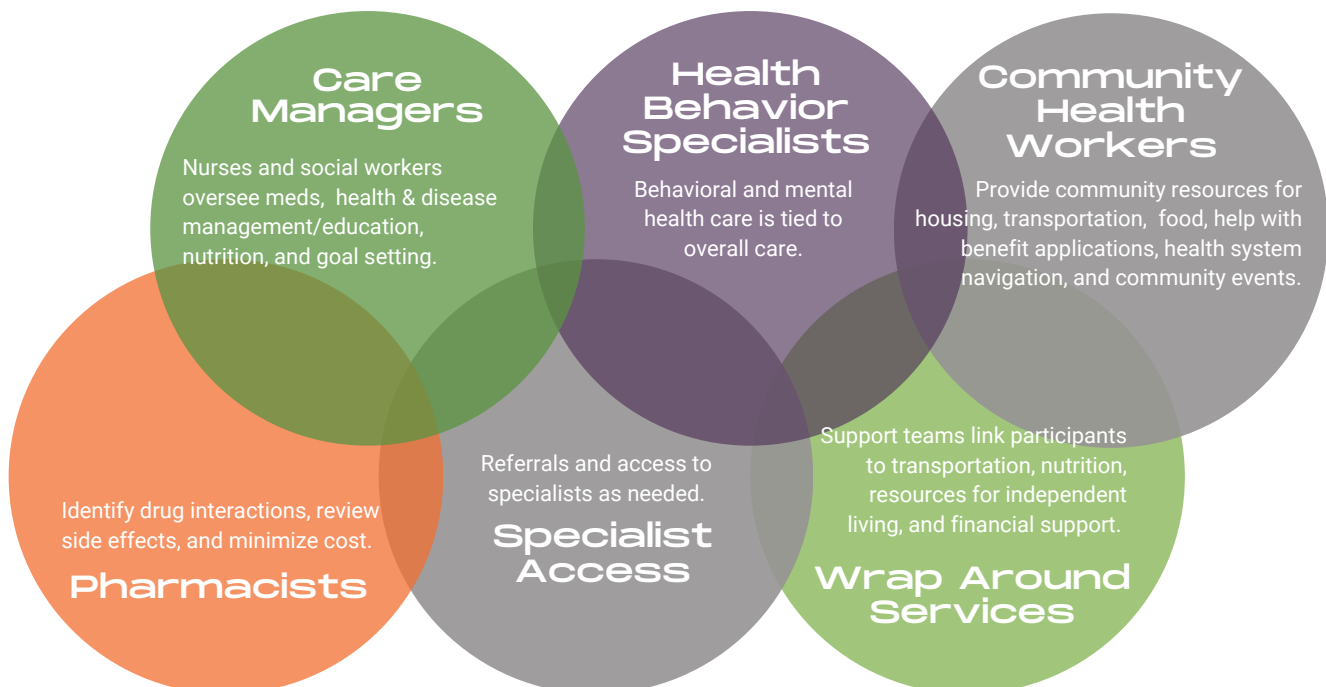 Care
Managers
Nurses and social workers
oversee meds, health & disease
management/education,
nutrition, and goal setting.
Health
Behavior
Specialists
Behavioral and mental
health care is tied to
overall care.
Community
Health
Workers
Provide community resources for
housing, transportation, food, help with
benefit applications, health system
navigation, and community events.
Identify drug interactions, review
side effects, and minimize cost.
Pharmacists
Referrals and access to
specialists as needed.
Specialist
Access
Support teams link participants
to transportation, nutrition,
resources for independent
living, and financial support.
Wrap Around
Services